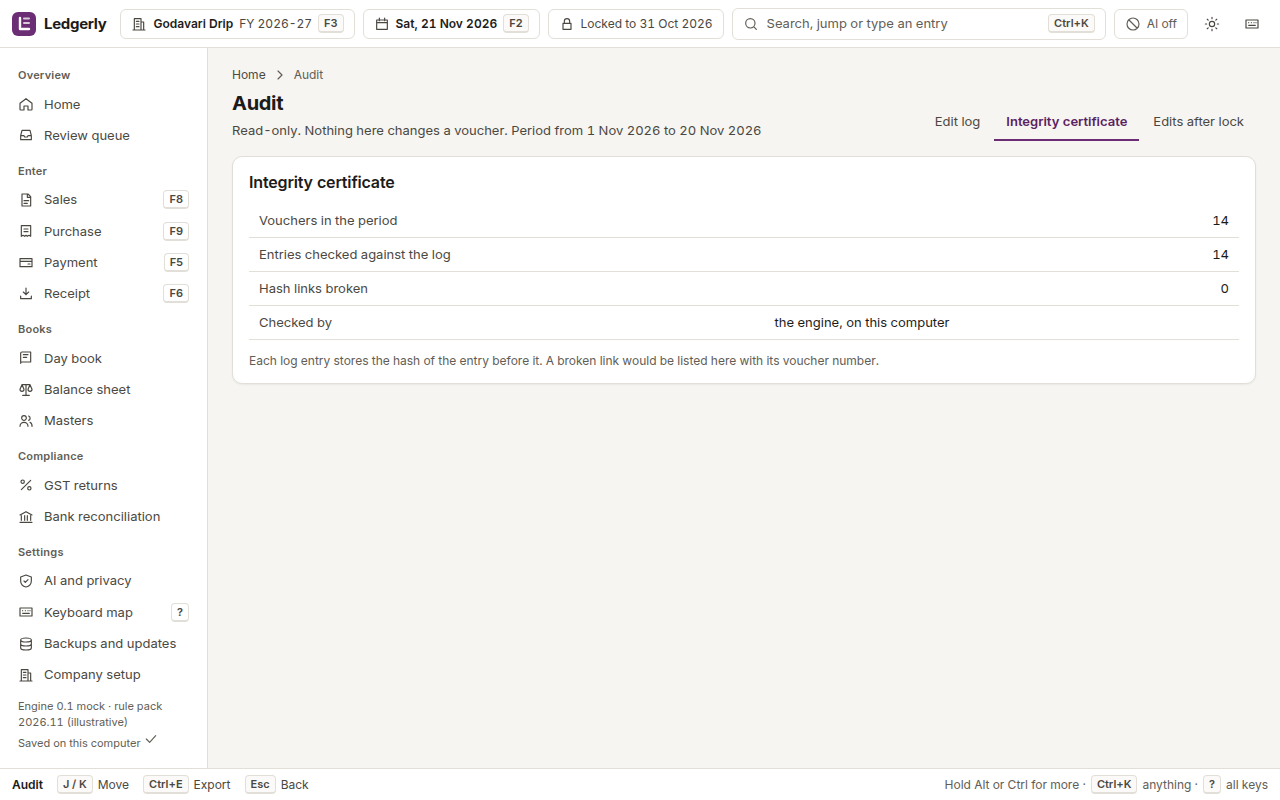 Ledgerly
Godavari Drip FY 2026-27 F3
Sat, 21 Nov 2026 F2
Locked to 31 Oct 2026
Search, jump or type an entry Ctrl+K
AI off
Overview
Home
Review queue
Enter
Sales F8
Purchase F9
Payment F5
Receipt F6
Books
Day book
Balance sheet
Masters
Compliance
GST returns
Bank reconciliation
Settings
AI and privacy
Keyboard map ?
Backups and updates
Company setup
Engine 0.1 mock · rule pack
2026.11 (illustrative)
Saved on this computer
Home Audit
Audit
Read-only. Nothing here changes a voucher. Period from 1 Nov 2026 to 20 Nov 2026
Edit log Integrity certificate Edits after lock
Integrity certificate
Vouchers in the period 14
Entries checked against the log 14
Hash links broken 0
Checked by the engine, on this computer
Each log entry stores the hash of the entry before it. A broken link would be listed here with its voucher number.
Audit J / K Move Ctrl+E Export Esc Back
Hold Alt or Ctrl for more · Ctrl+K anything · ? all keys